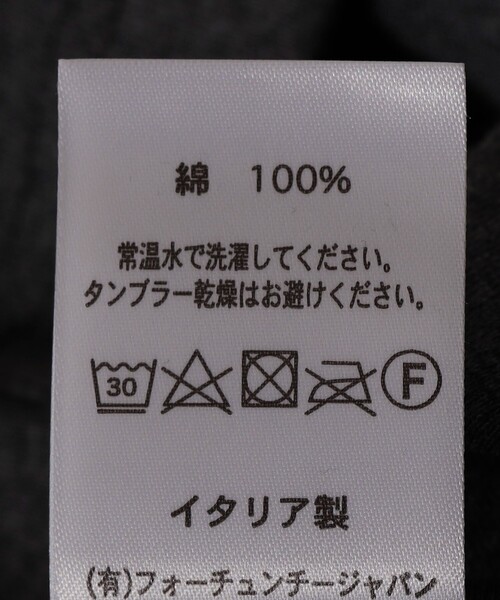 綿 100%
常温水で洗濯してください。
タンブラー乾燥はお避けください。
30 F
イタリア製
(有)フォーチュンチージャパン